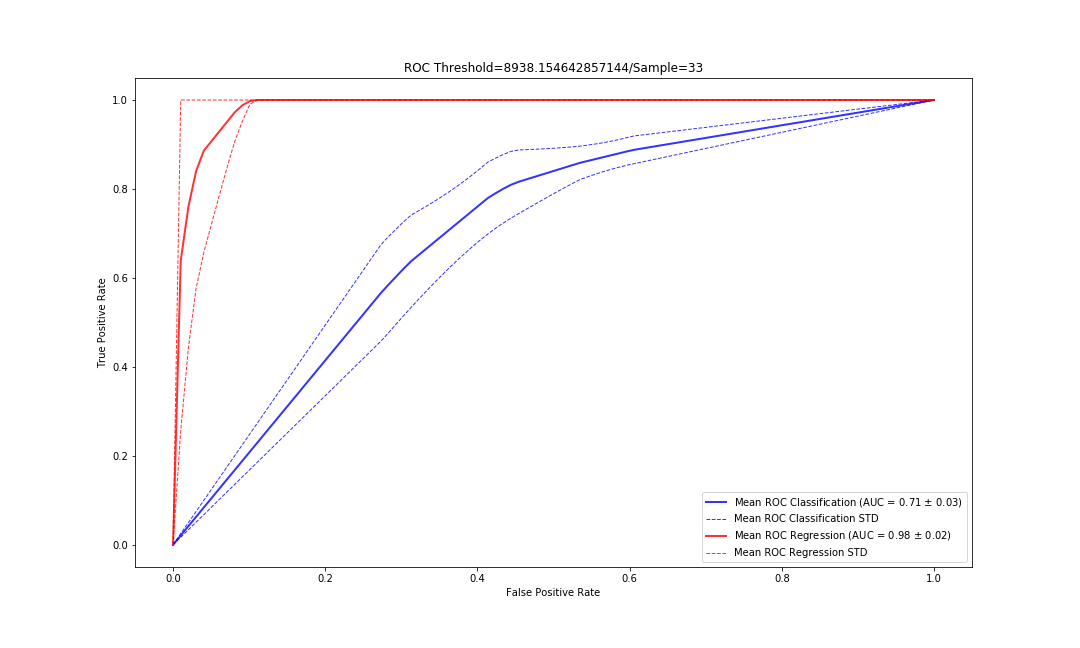 ROC Threshold=8938.154642857144/Sample=33
1.0
0.8
0.6
0.4
0.2
0.0
True Positive Rate
0.0 0.2 0.4 0.6 0.8 1.0
False Positive Rate
Mean ROC Classification (AUC = 0.71 ± 0.03)
Mean ROC Classification STD
Mean ROC Regression (AUC = 0.98 ± 0.02)
Mean ROC Regression STD